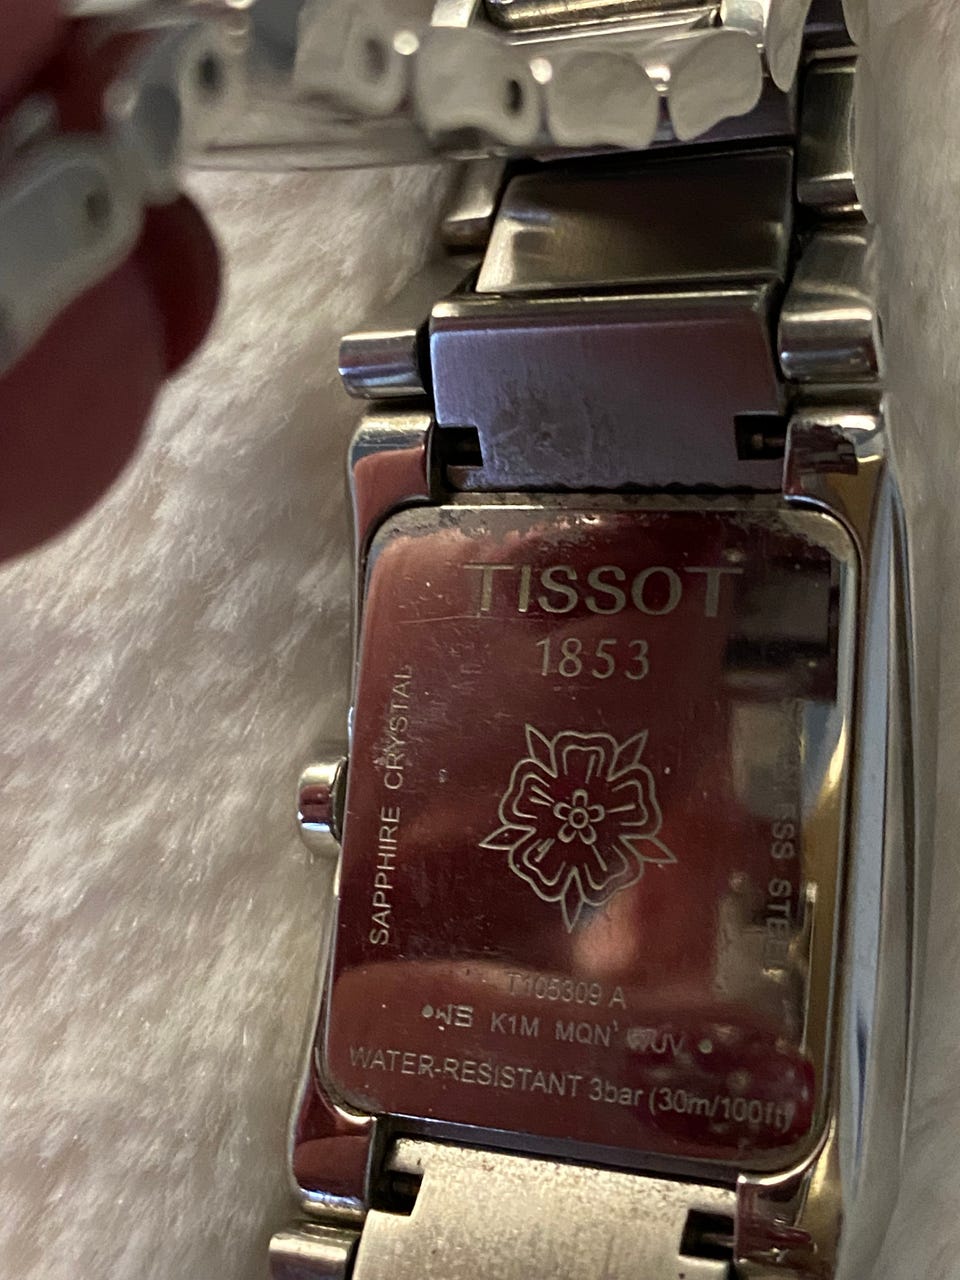 TISSOT
1853
SAPPHIRE CRYSTAL
STEEL
T105309 A
K1M MQN
WATER-RESISTANT 3bar (30m/100ft)